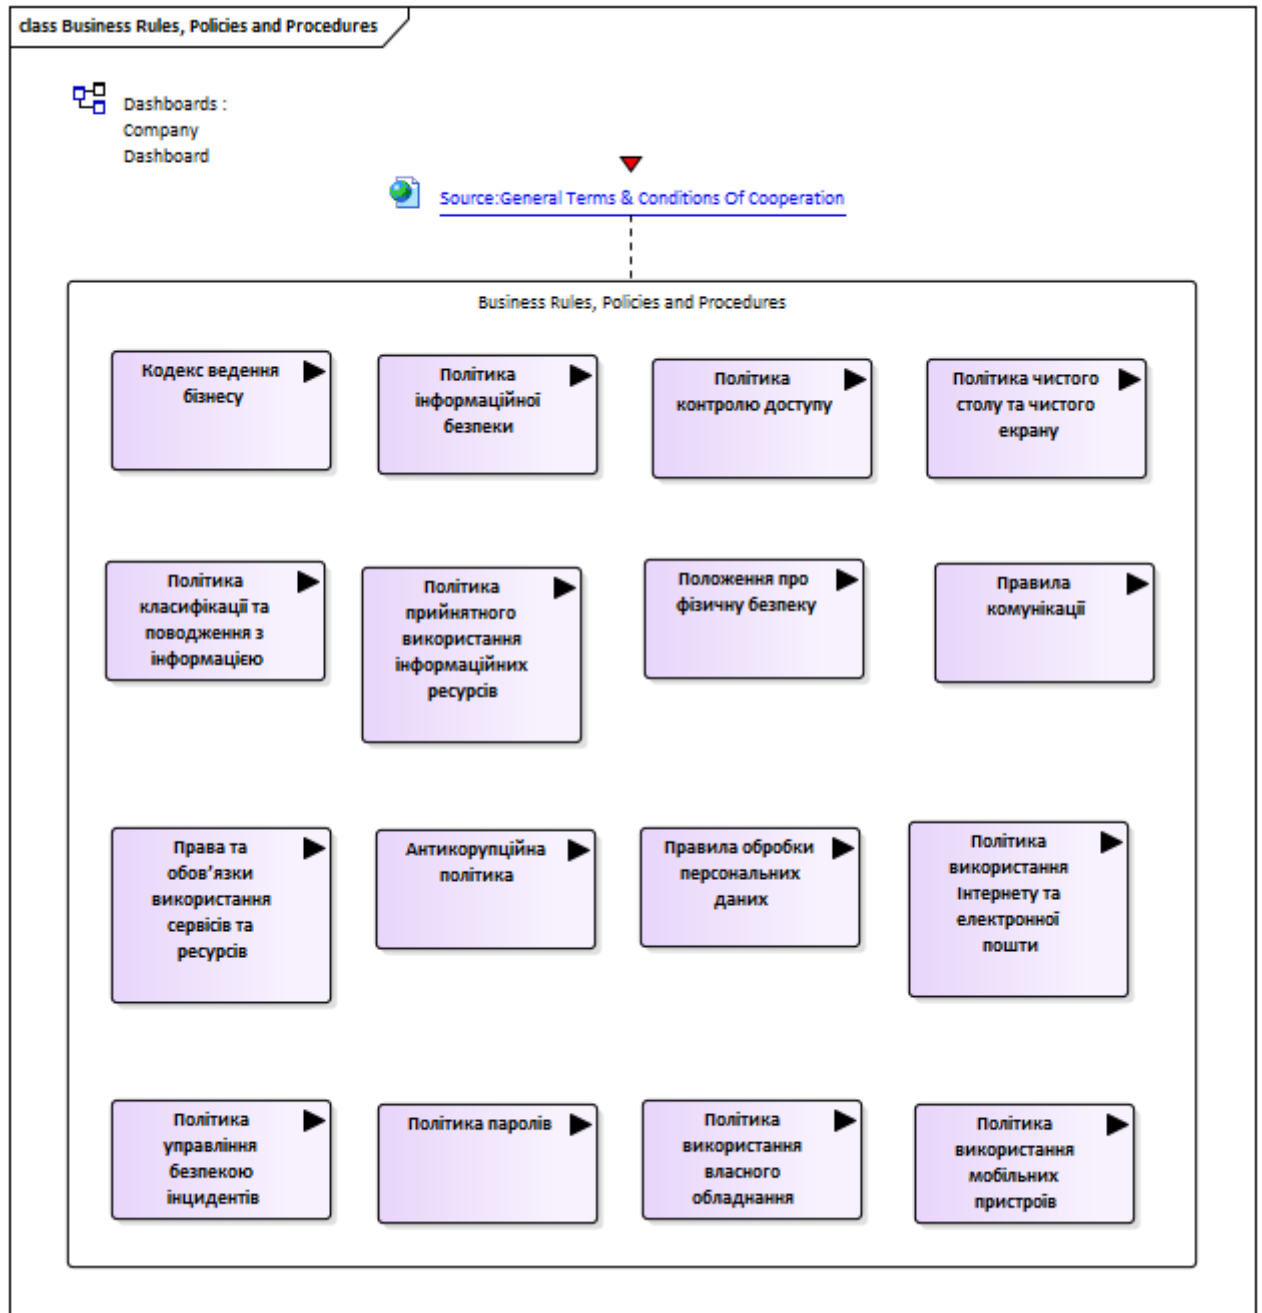 class Business Rules, Policies and Procedures
Dashboards :
Company
Dashboard
Source:General Terms & Conditions Of Cooperation
Business Rules, Policies and Procedures
Кодекс ведення
бізнесу
Політика
інформаційної
безпеки
Політика
контролю доступу
Політика чистого
столу та чистого
екрану
Політика
класифікації та
поводження з
інформацією
Політика
прийнятного
використання
інформаційних
ресурсів
Положення про
фізичну безпеку
Правила
комунікації
Права та
обов'язки
використання
сервісів та
ресурсів
Антикорупційна
політика
Правила обробки
персональних
даних
Політика
використання
Інтернету та
електронної
пошти
Політика
управління
безпекою
інцидентів
Політика паролів
Політика
використання
власного
обладнання
Політика
використання
мобільних
пристроїв